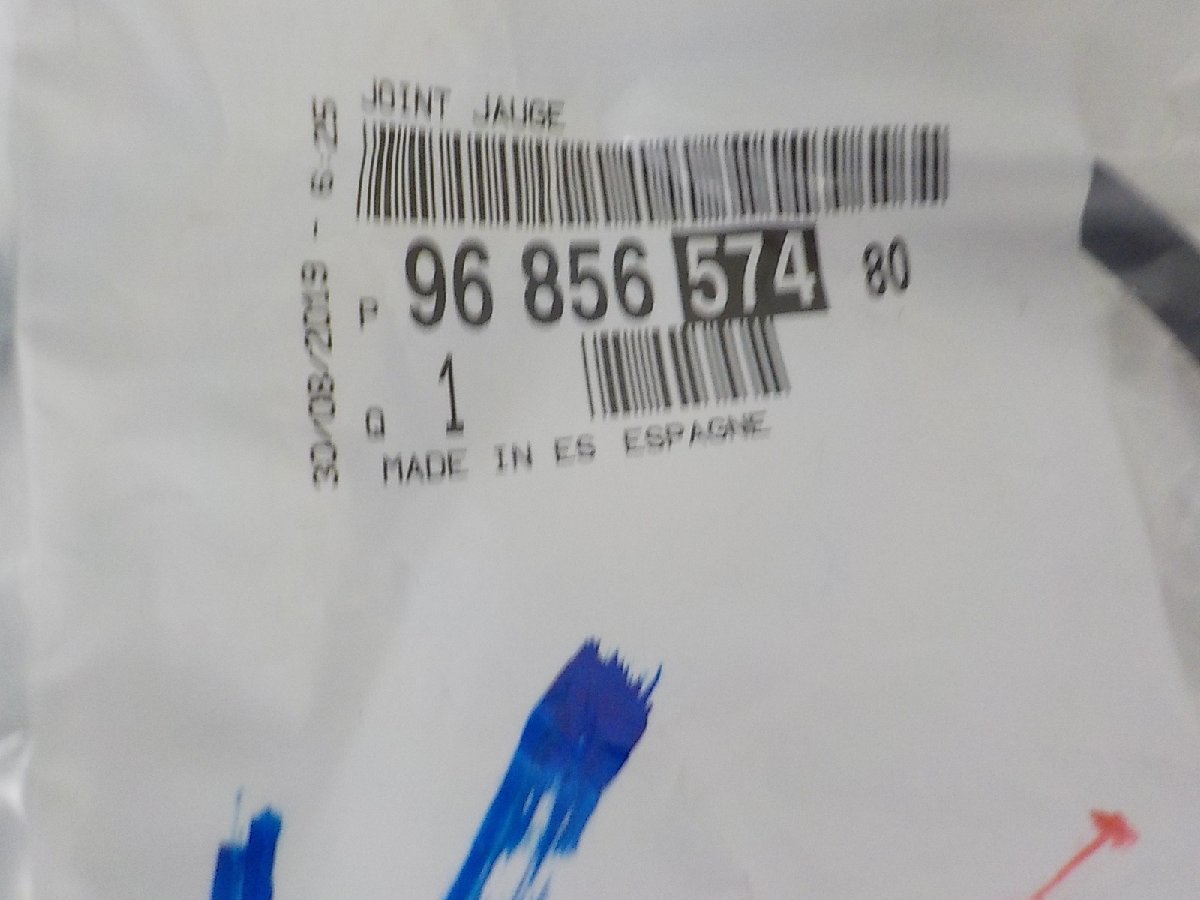 JOINT JAUGE
P 96 856 574 80
Q 1
MADE IN ES ESPAGNE
30/08/2019 - 6-25